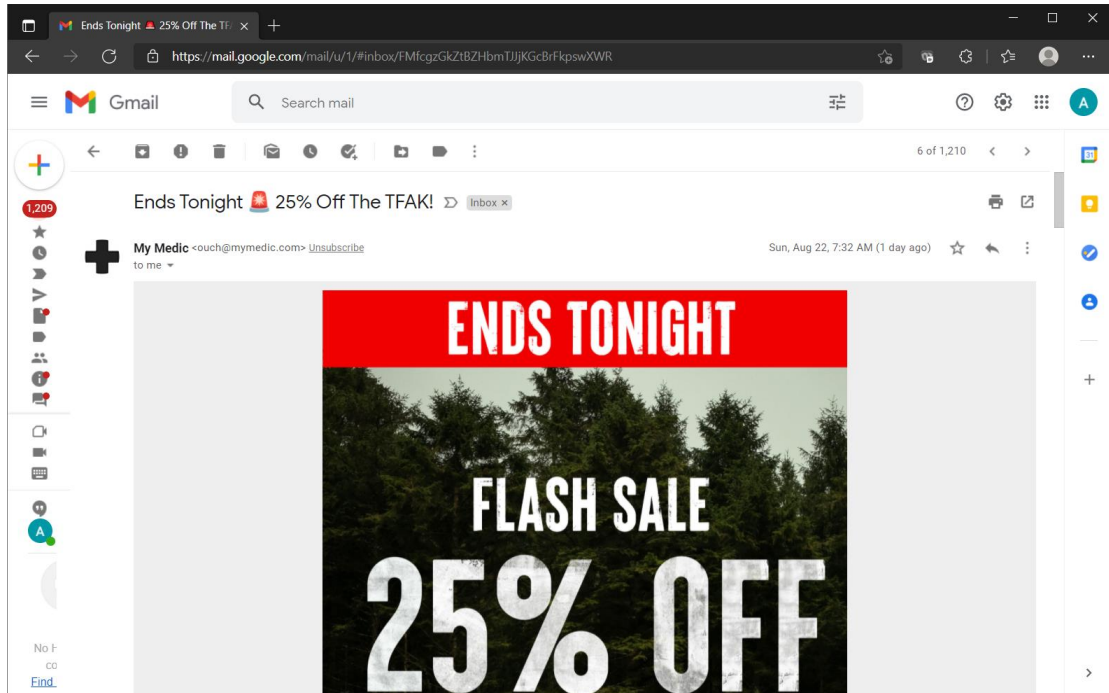 Ends Tonight 🚨 25% Off The TF
https://mail.google.com/mail/u/1/#inbox/FMfcgzGkZtBZHbmTJJjKGcBrFkpswXWR
Gmail
Search mail
A
6 of 1,210
31
1,209
Ends Tonight 🚨 25% Off The TFAK!
Inbox ×
My Medic <ouch@mymedic.com> Unsubscribe
Sun, Aug 22, 7:32 AM (1 day ago)
to me
ENDS TONIGHT
FLASH SALE
25% OFF
A
No H
co
Find